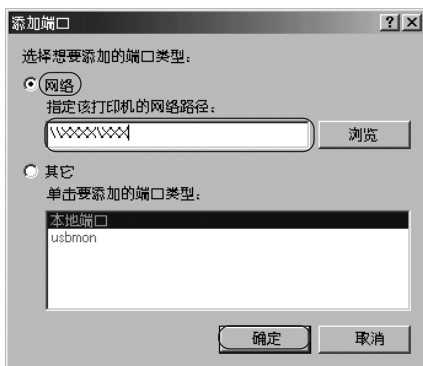 添加端口
选择想要添加的端口类型：
网络
指定该打印机的网络路径：
\\XXXX\XXX
浏览
其它
单击要添加的端口类型：
本地端口
usbmon
确定
取消